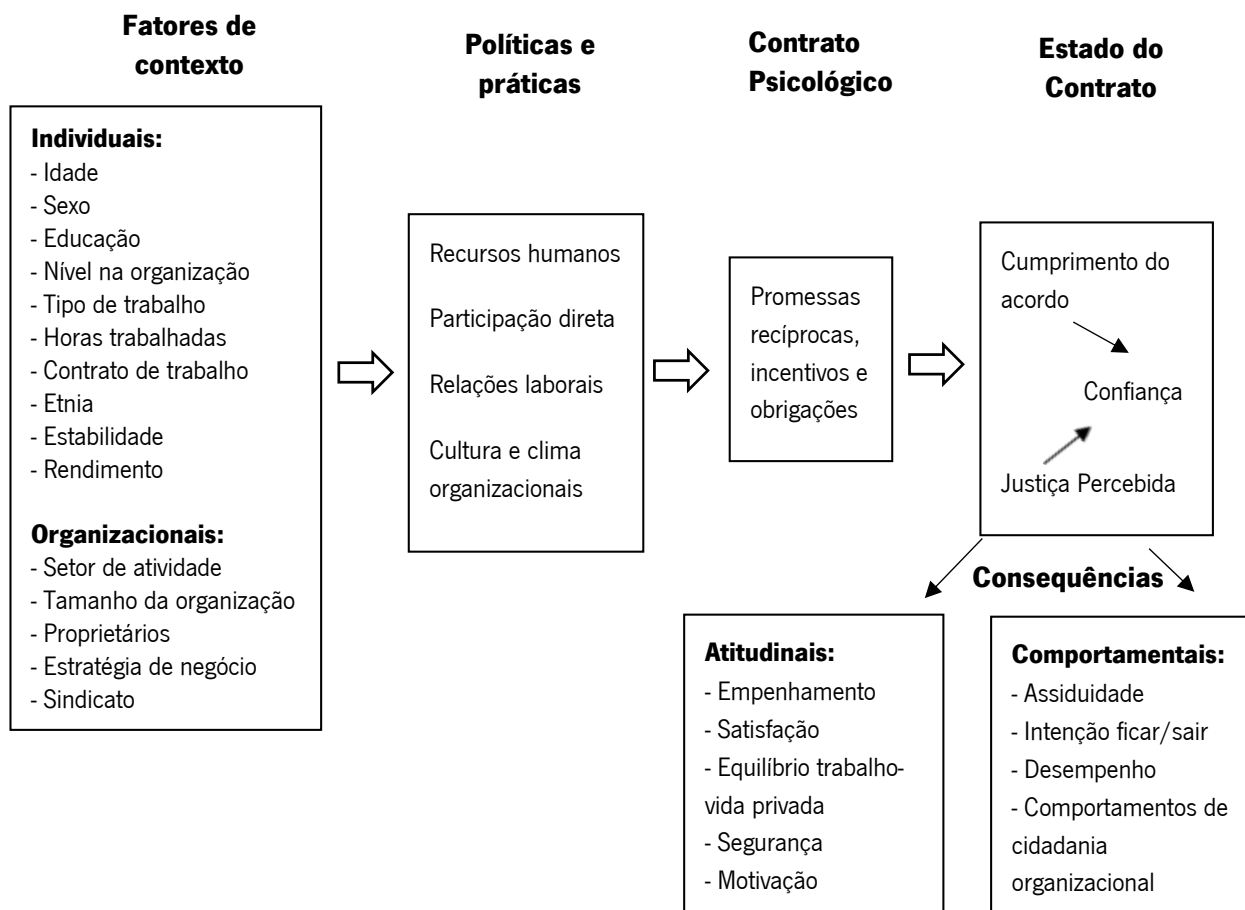 Fatores de
contexto
Políticas e
práticas
Contrato
Psicológico
Estado do
Contrato
Individuais:
- Idade
- Sexo
- Educação
- Nível na organização
- Tipo de trabalho
- Horas trabalhadas
- Contrato de trabalho
- Etnia
- Estabilidade
- Rendimento
Organizacionais:
- Setor de atividade
- Tamanho da organização
- Proprietários
- Estratégia de negócio
- Sindicato
Recursos humanos
Participação direta
Relações laborais
Cultura e clima
organizacionais
Promessas
recíprocas,
incentivos e
obrigações
Cumprimento do
acordo
Confiança
Justiça Percebida
Consequências
Atitudinais:
- Empenhamento
- Satisfação
- Equilíbrio trabalho-
vida privada
- Segurança
- Motivação
Comportamentais:
- Assiduidade
- Intenção ficar/sair
- Desempenho
- Comportamentos de
cidadania
organizacional